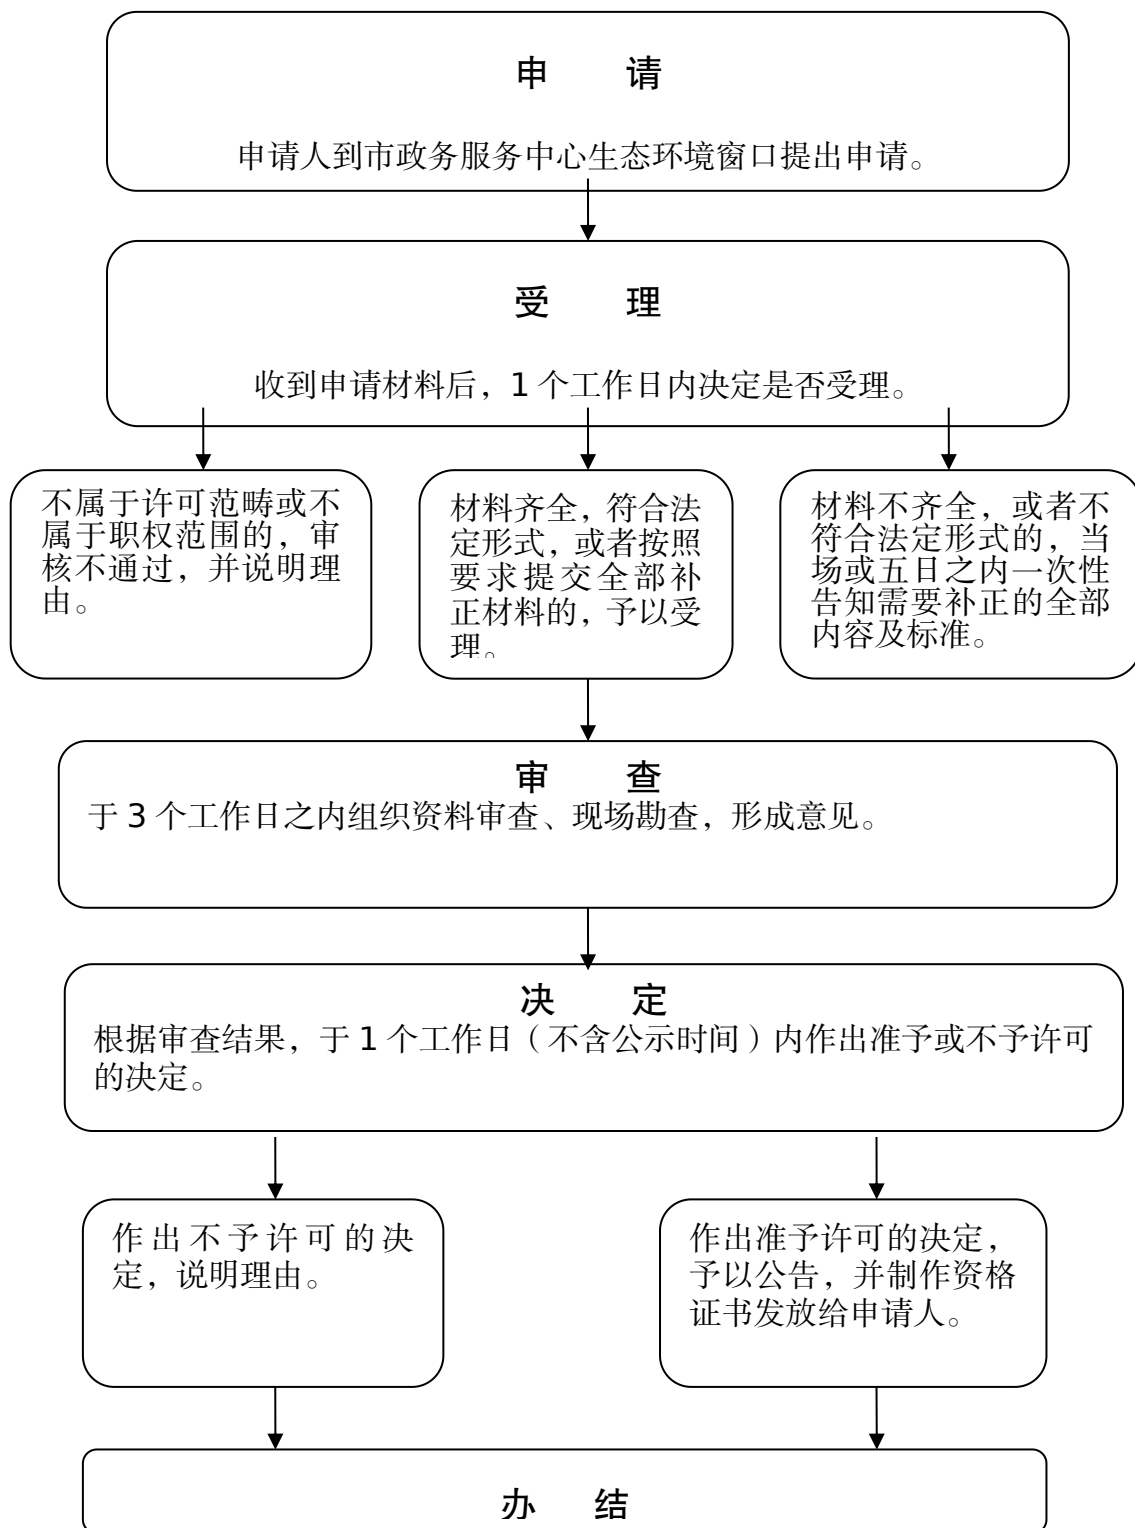 申 请
申请人到市政务服务中心生态环境窗口提出申请。
受 理
收到申请材料后，1个工作日内决定是否受理。
不属于许可范畴或不
属于职权范围的，审
核不通过，并说明理
由。
材料齐全，符合法
定形式，或者按照
要求提交全部补
正材料的，予以受
理。
材料不齐全，或者不
符合法定形式的，当
场或五日之内一次性
告知需要补正的全部
内容及标准。
审 查
于3个工作日之内组织资料审查、现场勘查，形成意见。
决 定
根据审查结果，于1个工作日（不含公示时间）内作出准予或不予许可
的决定。
作出不予许可的决
定，说明理由。
作出准予许可的决定，
予以公告，并制作资格
证书发放给申请人。
办 结